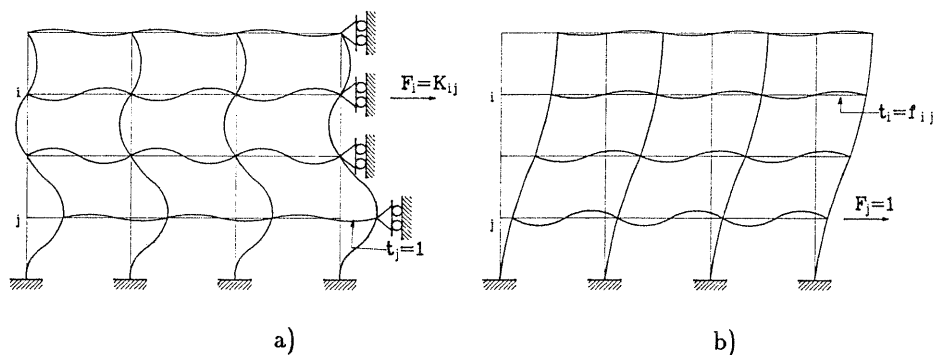 i
F_i=K_ij
j
t_j=1
a)
i
t_i=f_ij
j
F_j=1
b)